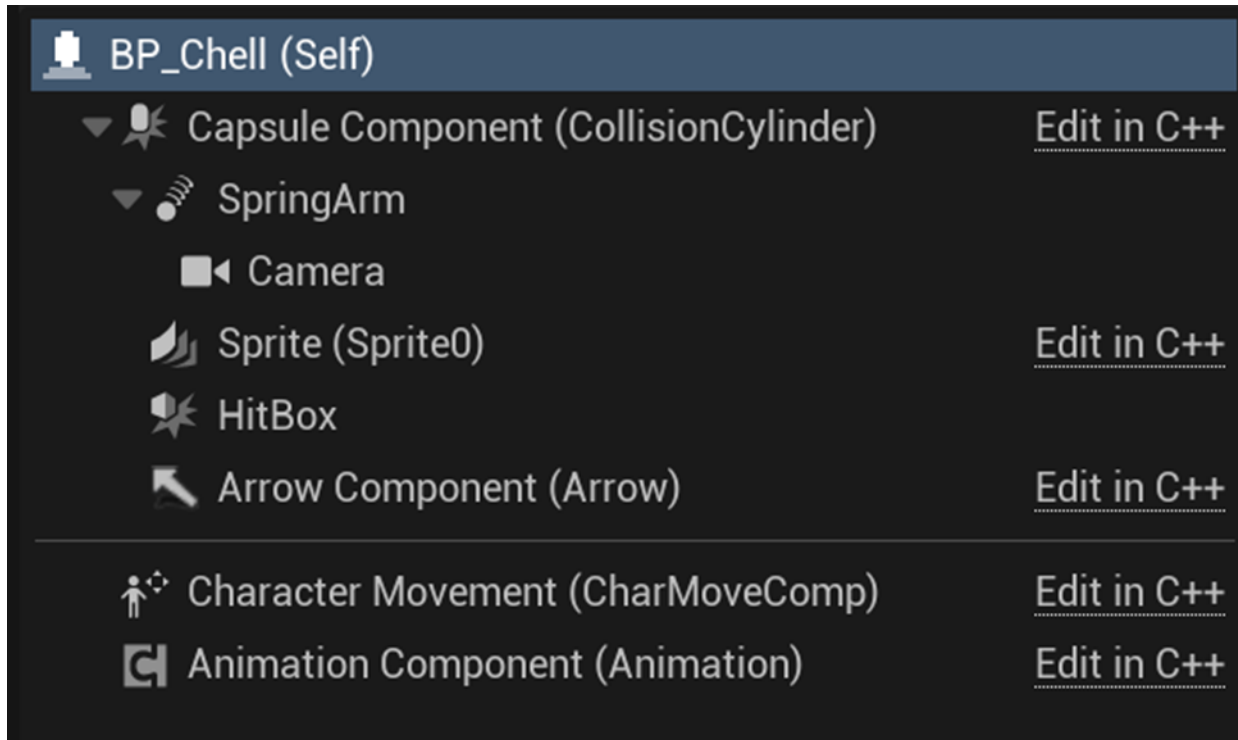 BP_Chell (Self)
Capsule Component (CollisionCylinder) Edit in C++
SpringArm
Camera
Sprite (Sprite0) Edit in C++
HitBox
Arrow Component (Arrow) Edit in C++
Character Movement (CharMoveComp) Edit in C++
Animation Component (Animation) Edit in C++